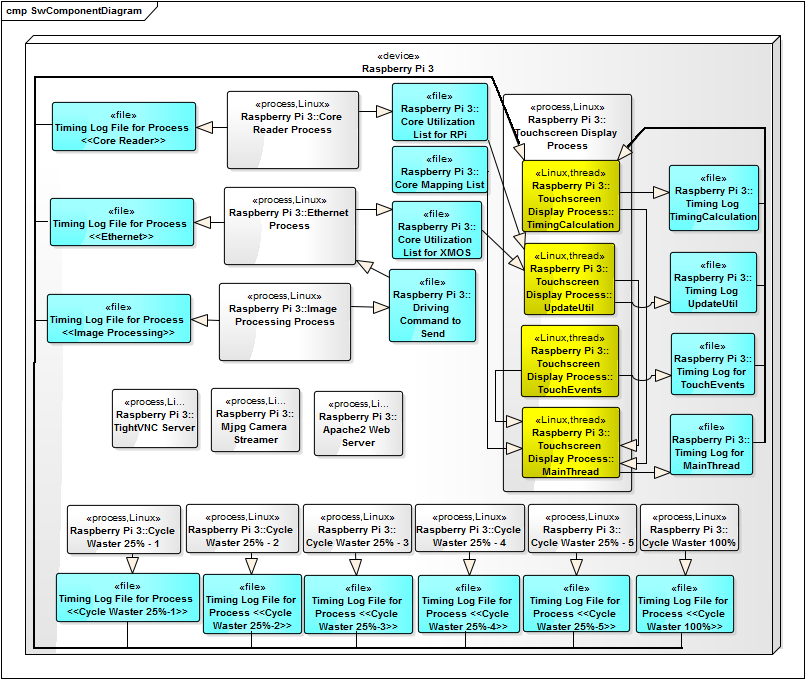 cmp SwComponentDiagram
«device»
Raspberry Pi 3
«file»
Timing Log File for Process
<<Core Reader>>
«process,Linux»
Raspberry Pi 3::Core
Reader Process
«file»
Raspberry Pi 3::
Core Utilization
List for RPi
«process,Linux»
Raspberry Pi 3::
Touchscreen Display
Process
«file»
Raspberry Pi 3::
Core Mapping List
«Linux,thread»
Raspberry Pi 3::
Touchscreen
Display Process::
TimingCalculation
«file»
Raspberry Pi 3::
Timing Log
TimingCalculation
«file»
Timing Log File for Process
<<Ethernet>>
«process,Linux»
Raspberry Pi 3::Ethernet
Process
«file»
Raspberry Pi 3::
Core Utilization
List for XMOS
«Linux,thread»
Raspberry Pi 3::
Touchscreen
Display Process::
UpdateUtil
«file»
Raspberry Pi 3::
Timing Log
UpdateUtil
«file»
Timing Log File for Process
<<Image Processing>>
«process,Linux»
Raspberry Pi 3::Image
Processing Process
«file»
Raspberry Pi 3::
Driving
Command to
Send
«Linux,thread»
Raspberry Pi 3::
Touchscreen
Display Process::
TouchEvents
«file»
Raspberry Pi 3::
Timing Log for
TouchEvents
«process,Li...
Raspberry Pi 3::
TightVNC Server
«process,Li...
Raspberry Pi 3::
Mjpg Camera
Streamer
«process,Li...
Raspberry Pi 3::
Apache2 Web
Server
«Linux,thread»
Raspberry Pi 3::
Touchscreen
Display Process::
MainThread
«file»
Raspberry Pi 3::
Timing Log for
MainThread
«process,Linux»
Raspberry Pi 3::Cycle
Waster 25% - 1
«process,Linux»
Raspberry Pi 3::Cycle
Waster 25% - 2
«process,Linux»
Raspberry Pi 3::
Cycle Waster 25% - 3
«process,Linux»
Raspberry Pi 3::Cycle
Waster 25% - 4
«process,Linux»
Raspberry Pi 3::
Cycle Waster 25% - 5
«process,Linux»
Raspberry Pi 3::
Cycle Waster 100%
«file»
Timing Log File for Process
<<Cycle Waster 25%-1>>
«file»
Timing Log File for
Process <<Cycle
Waster 25%-2>>
«file»
Timing Log File for
Process <<Cycle
Waster 25%-3>>
«file»
Timing Log File for
Process <<Cycle
Waster 25%-4>>
«file»
Timing Log File for
Process <<Cycle
Waster 25%-5>>
«file»
Timing Log File for
Process <<Cycle
Waster 100%>>